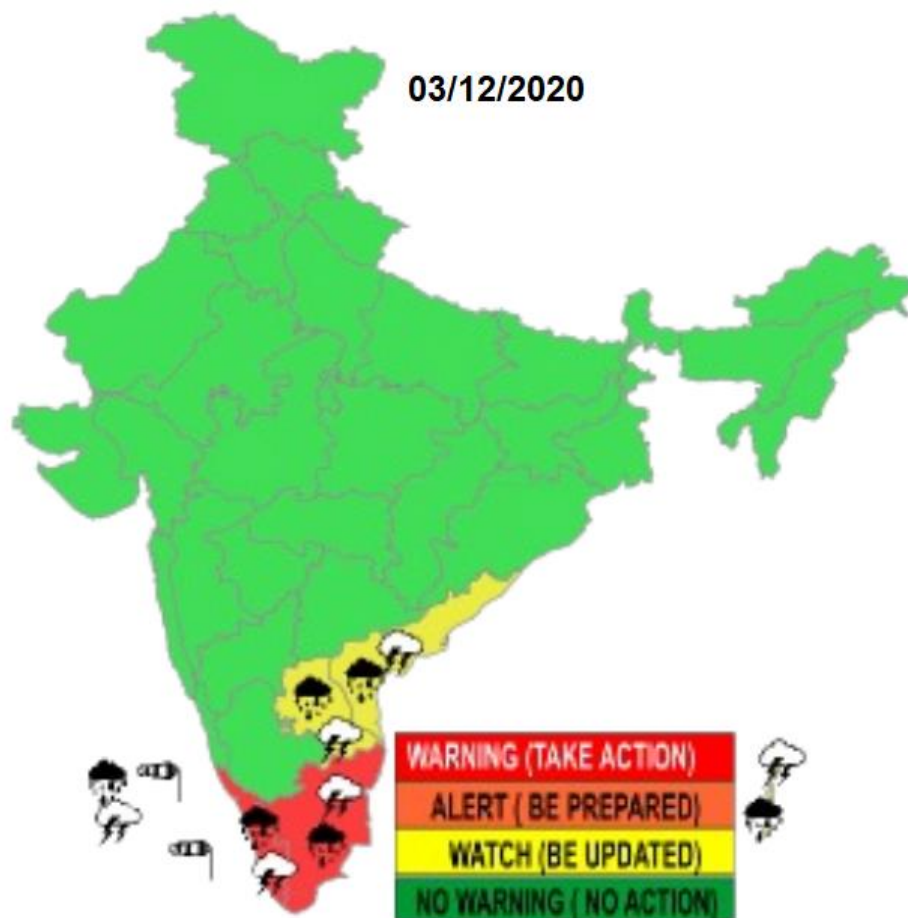 03/12/2020
WARNING (TAKE ACTION)
ALERT ( BE PREPARED)
WATCH (BE UPDATED)
NO WARNING ( NO ACTION)